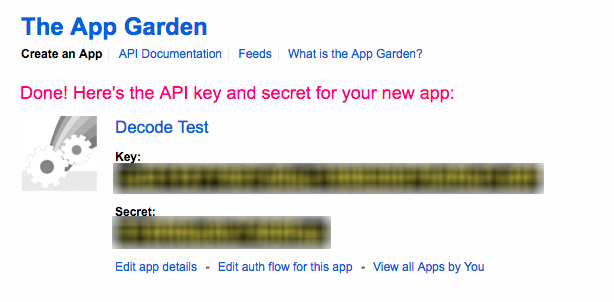 The App Garden
Create an App API Documentation Feeds What is the App Garden?
Done! Here's the API key and secret for your new app:
Decode Test
Key:
Secret:
Edit app details - Edit auth flow for this app - View all Apps by You